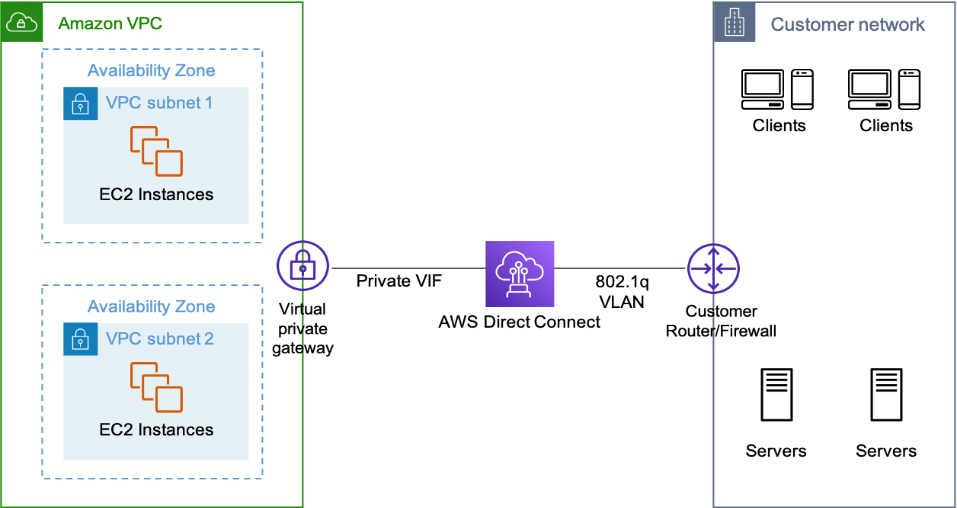 Amazon VPC
Availability Zone
VPC subnet 1
EC2 Instances
Availability Zone
VPC subnet 2
EC2 Instances
Virtual
private
gateway
Private VIF
AWS Direct Connect
802.1q
VLAN
Customer network
Clients
Clients
Customer
Router/Firewall
Servers
Servers